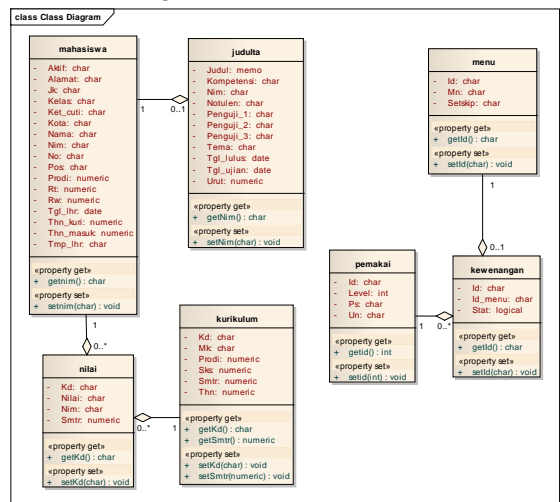 class Class Diagram
mahasiswa
- Aktif: char
- Alamat: char
- Jk: char
- Kelas: char
- Ket_cuti: char
- Kota: char
- Nama: char
- Nim: char
- No: char
- Pos: char
- Prodi: numeric
- Rt: numeric
- Rw: numeric
- Tgl_lhr: date
- Thn_kuri: numeric
- Thn_masuk: numeric
- Tmp_lhr: char
«property get»
+ getnim() : char
«property set»
+ setnim(char) : void
1
0..1
judulta
- Judul: memo
- Kompetensi: char
- Nim: char
- Notulen: char
- Penguji_1: char
- Penguji_2: char
- Penguji_3: char
- Tema: char
- Tgl_lulus: date
- Tgl_ujian: date
- Urut: numeric
«property get»
+ getNim() : char
«property set»
+ setNim(char) : void
menu
- Id: char
- Mn: char
- Setskip: char
«property get»
+ getId() : char
«property set»
+ setId(char) : void
1
0..1
pemakai
- Id: char
- Level: int
- Ps: char
- Un: char
«property get»
+ getid() : int
«property set»
+ setid(int) : void
1
0..*
kewenangan
- Id: char
- Id_menu: char
- Stat: logical
«property get»
+ getId() : char
«property set»
+ setId(char) : void
1
0..*
nilai
- Kd: char
- Nilai: char
- Nim: char
- Smtr: numeric
«property get»
+ getKd() : char
«property set»
+ setKd(char) : void
0..*
1
kurikulum
- Kd: char
- Mk: char
- Prodi: numeric
- Sks: numeric
- Smtr: numeric
- Thn: numeric
«property get»
+ getKd() : char
+ getSmtr() : numeric
«property set»
+ setKd(char) : void
+ setSmtr(numeric) : void